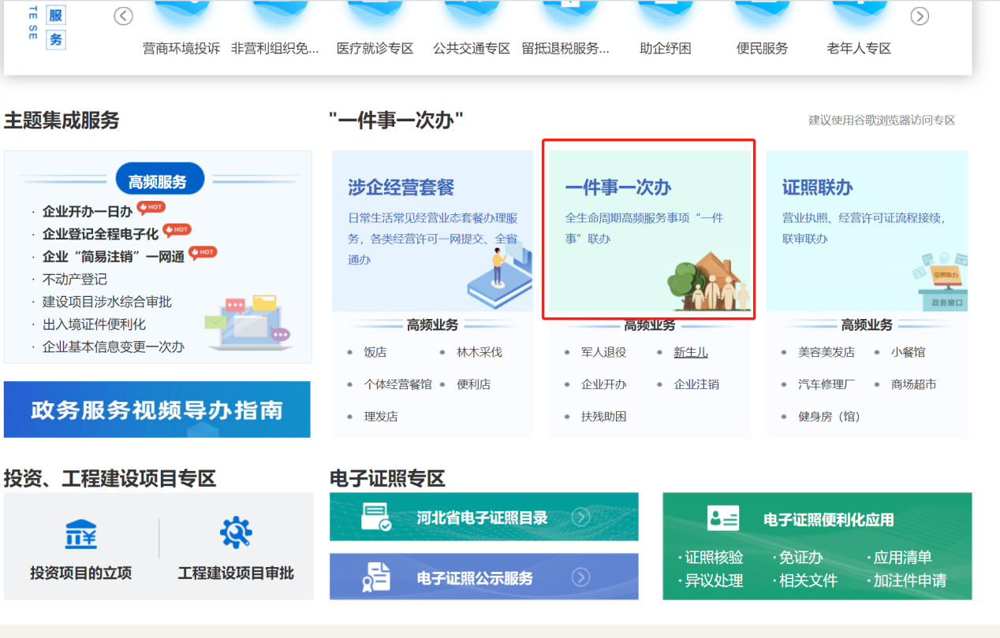 TE SE
服
务
营商环境投诉 非营利组织免... 医疗就诊专区 公共交通专区 留抵退税服务... 助企纾困 便民服务 老年人专区
主题集成服务
高频服务
· 企业开办一日办 HOT
· 企业登记全程电子化 HOT
· 企业“简易注销”一网通 HOT
· 不动产登记
· 建设项目涉水综合审批
· 出入境证件便利化
· 企业基本信息变更一次办
政务服务视频导办指南
"一件事一次办"
建议使用谷歌浏览器访问专区
涉企经营套餐
日常生活常见经营业态套餐办理服
务，各类经营许可一网提交、全省
通办
高频业务
饭店 林木采伐
个体经营餐馆 便利店
理发店
一件事一次办
全生命周期高频服务事项“一件
事”联办
高频业务
军人退役 新生儿
企业开办 企业注销
扶残助困
证照联办
营业执照、经营许可证流程接续，
联审联办
证照联办
政务窗口
高频业务
美容美发店 小餐馆
汽车修理厂 商场超市
健身房（馆）
投资、工程建设项目专区
投资项目的立项 工程建设项目审批
电子证照专区
河北省电子证照目录
电子证照公示服务
电子证照便利化应用
·证照核验 ·免证办 ·应用清单
·异议处理 ·相关文件 ·加注件申请